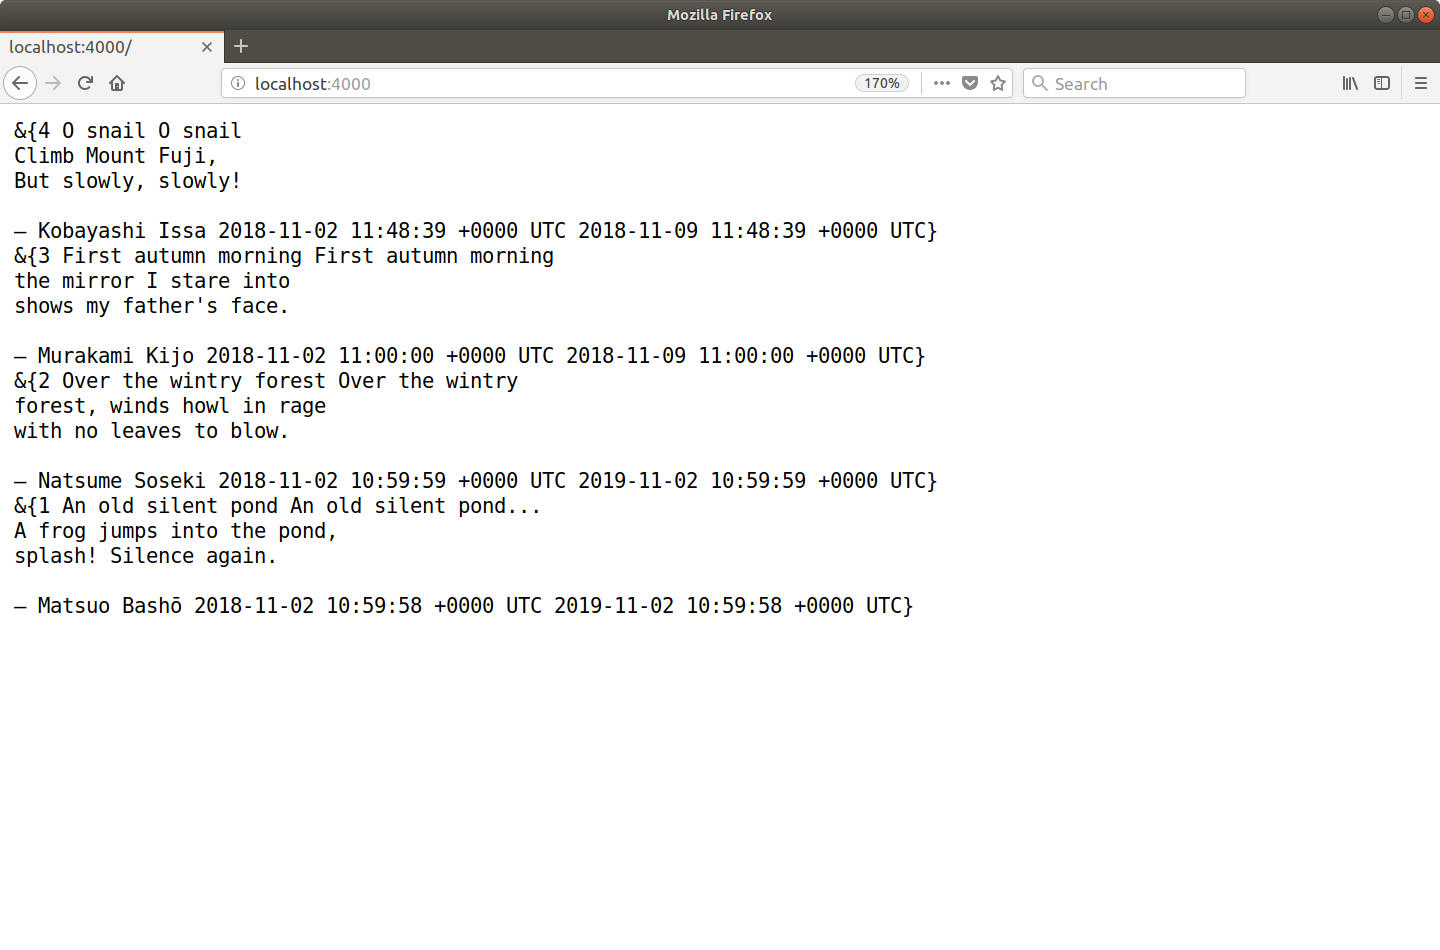 Mozilla Firefox
localhost:4000/
localhost:4000
170%
Search
&{4 O snail O snail
Climb Mount Fuji,
But slowly, slowly!
– Kobayashi Issa 2018-11-02 11:48:39 +0000 UTC 2018-11-09 11:48:39 +0000 UTC}
&{3 First autumn morning First autumn morning
the mirror I stare into
shows my father's face.
– Murakami Kijo 2018-11-02 11:00:00 +0000 UTC 2018-11-09 11:00:00 +0000 UTC}
&{2 Over the wintry forest Over the wintry
forest, winds howl in rage
with no leaves to blow.
– Natsume Soseki 2018-11-02 10:59:59 +0000 UTC 2019-11-02 10:59:59 +0000 UTC}
&{1 An old silent pond An old silent pond...
A frog jumps into the pond,
splash! Silence again.
– Matsuo Bashō 2018-11-02 10:59:58 +0000 UTC 2019-11-02 10:59:58 +0000 UTC}